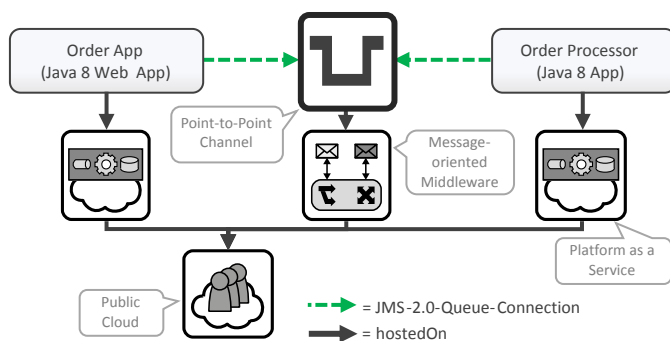 Order App
(Java 8 Web App)
Order Processor
(Java 8 App)
Point-to-Point
Channel
Message-
oriented
Middleware
Platform as a
Service
Public
Cloud
= JMS-2.0-Queue-Connection
= hostedOn